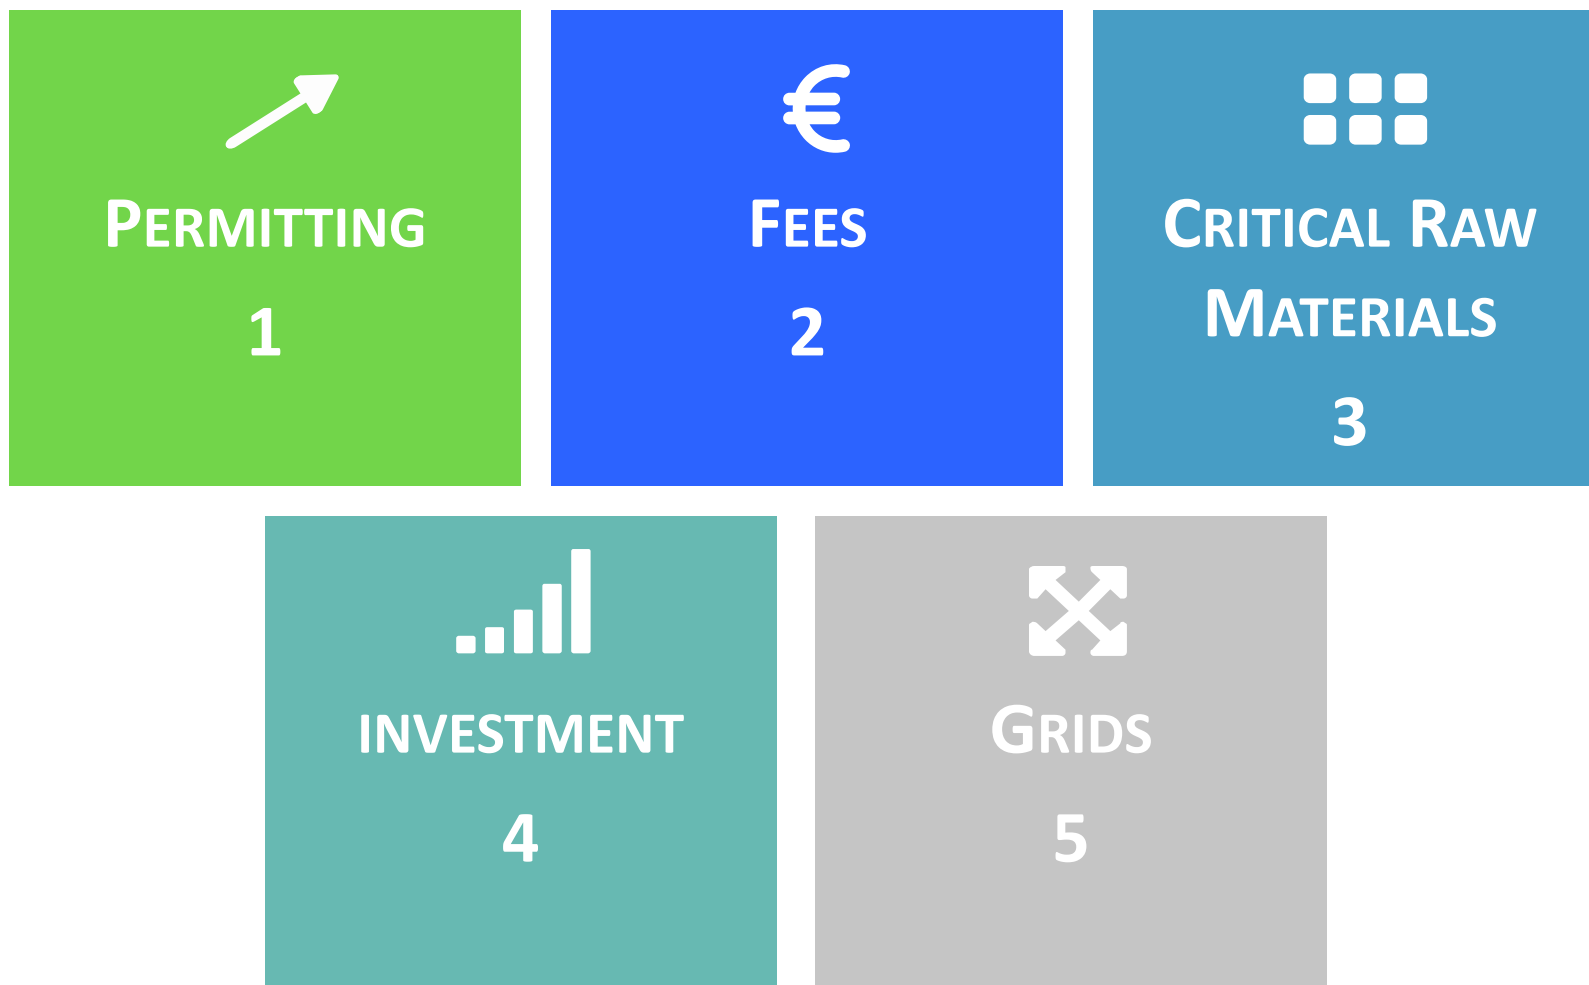 Permitting
1
Fees
2
Critical Raw
Materials
3
investment
4
Grids
5